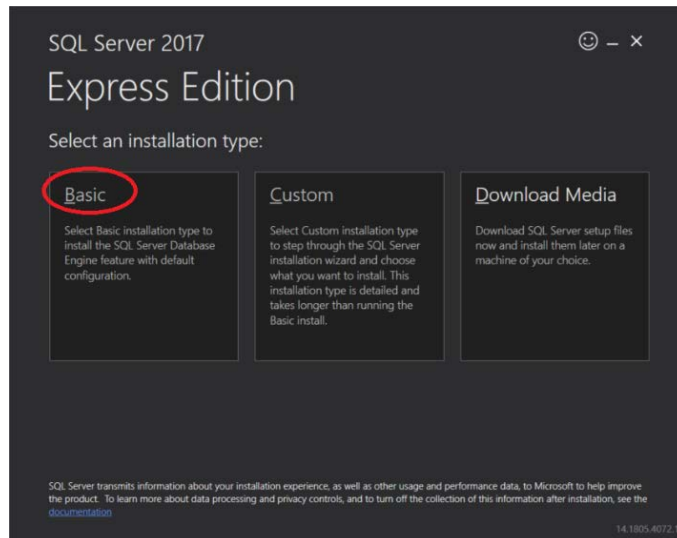 SQL Server 2017
Express Edition
Select an installation type:
Basic
Select Basic installation type to
install the SQL Server Database
Engine feature with default
configuration.
Custom
Select Custom installation type
to step through the SQL Server
installation wizard and choose
what you want to install. This
installation type is detailed and
takes longer than running the
Basic install.
Download Media
Download SQL Server setup files
now and install them later on a
machine of your choice.
SQL Server transmits information about your installation experience, as well as other usage and performance data, to Microsoft to help improve
the product. To learn more about data processing and privacy controls, and to turn off the collection of this information after installation, see the
documentation
14.1805.4072.1